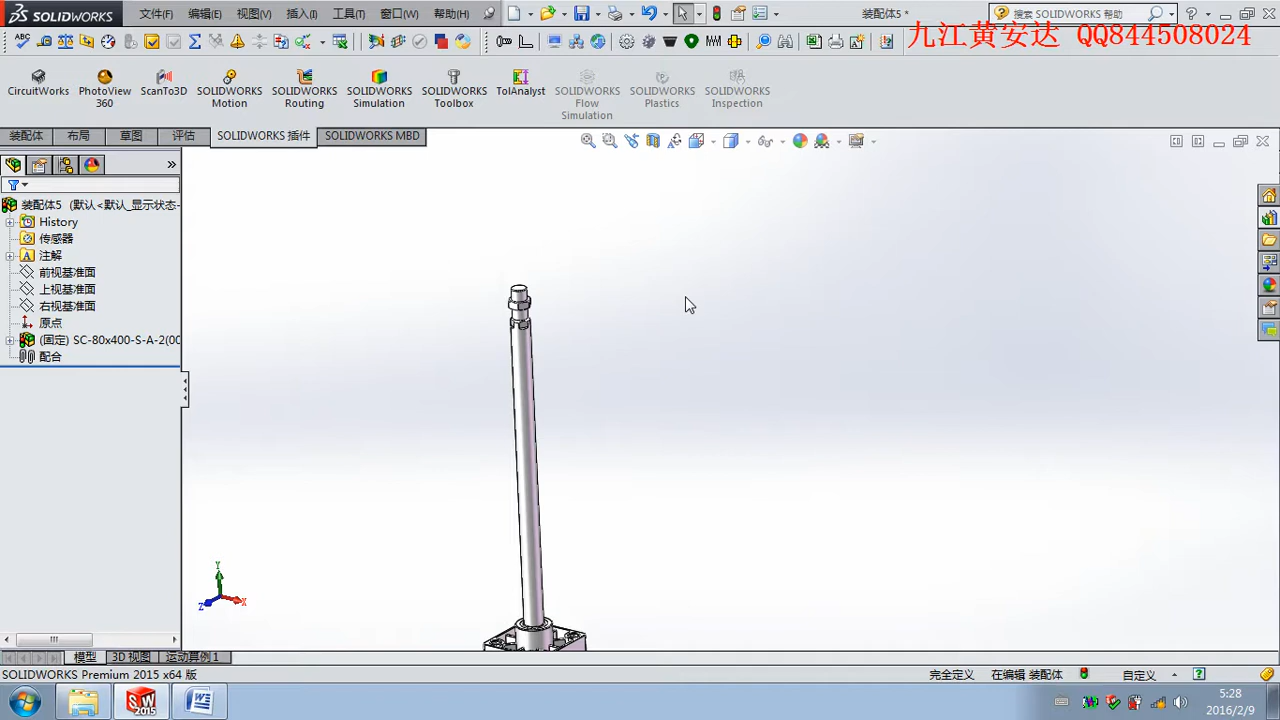 SOLIDWORKS 文件(F) 编辑(E) 视图(V) 插入(I) 工具(T) 窗口(W) 帮助(H) 装配体5 * 搜索 SOLIDWORKS 帮助
九江黄安达 QQ844508024
CircuitWorks PhotoView 360 ScanTo3D SOLIDWORKS Motion SOLIDWORKS Routing SOLIDWORKS Simulation SOLIDWORKS Toolbox TolAnalyst SOLIDWORKS Flow Simulation SOLIDWORKS Plastics SOLIDWORKS Inspection
装配体 布局 草图 评估 SOLIDWORKS 插件 SOLIDWORKS MBD
装配体5 (默认<默认_显示状态-
History
传感器
注解
前视基准面
上视基准面
右视基准面
原点
(固定) SC-80x400-S-A-2(00
配合
Y
Z X
模型 3D 视图 运动算例1
SOLIDWORKS Premium 2015 x64 版 完全定义 在编辑 装配体 自定义
5:28
2016/2/9